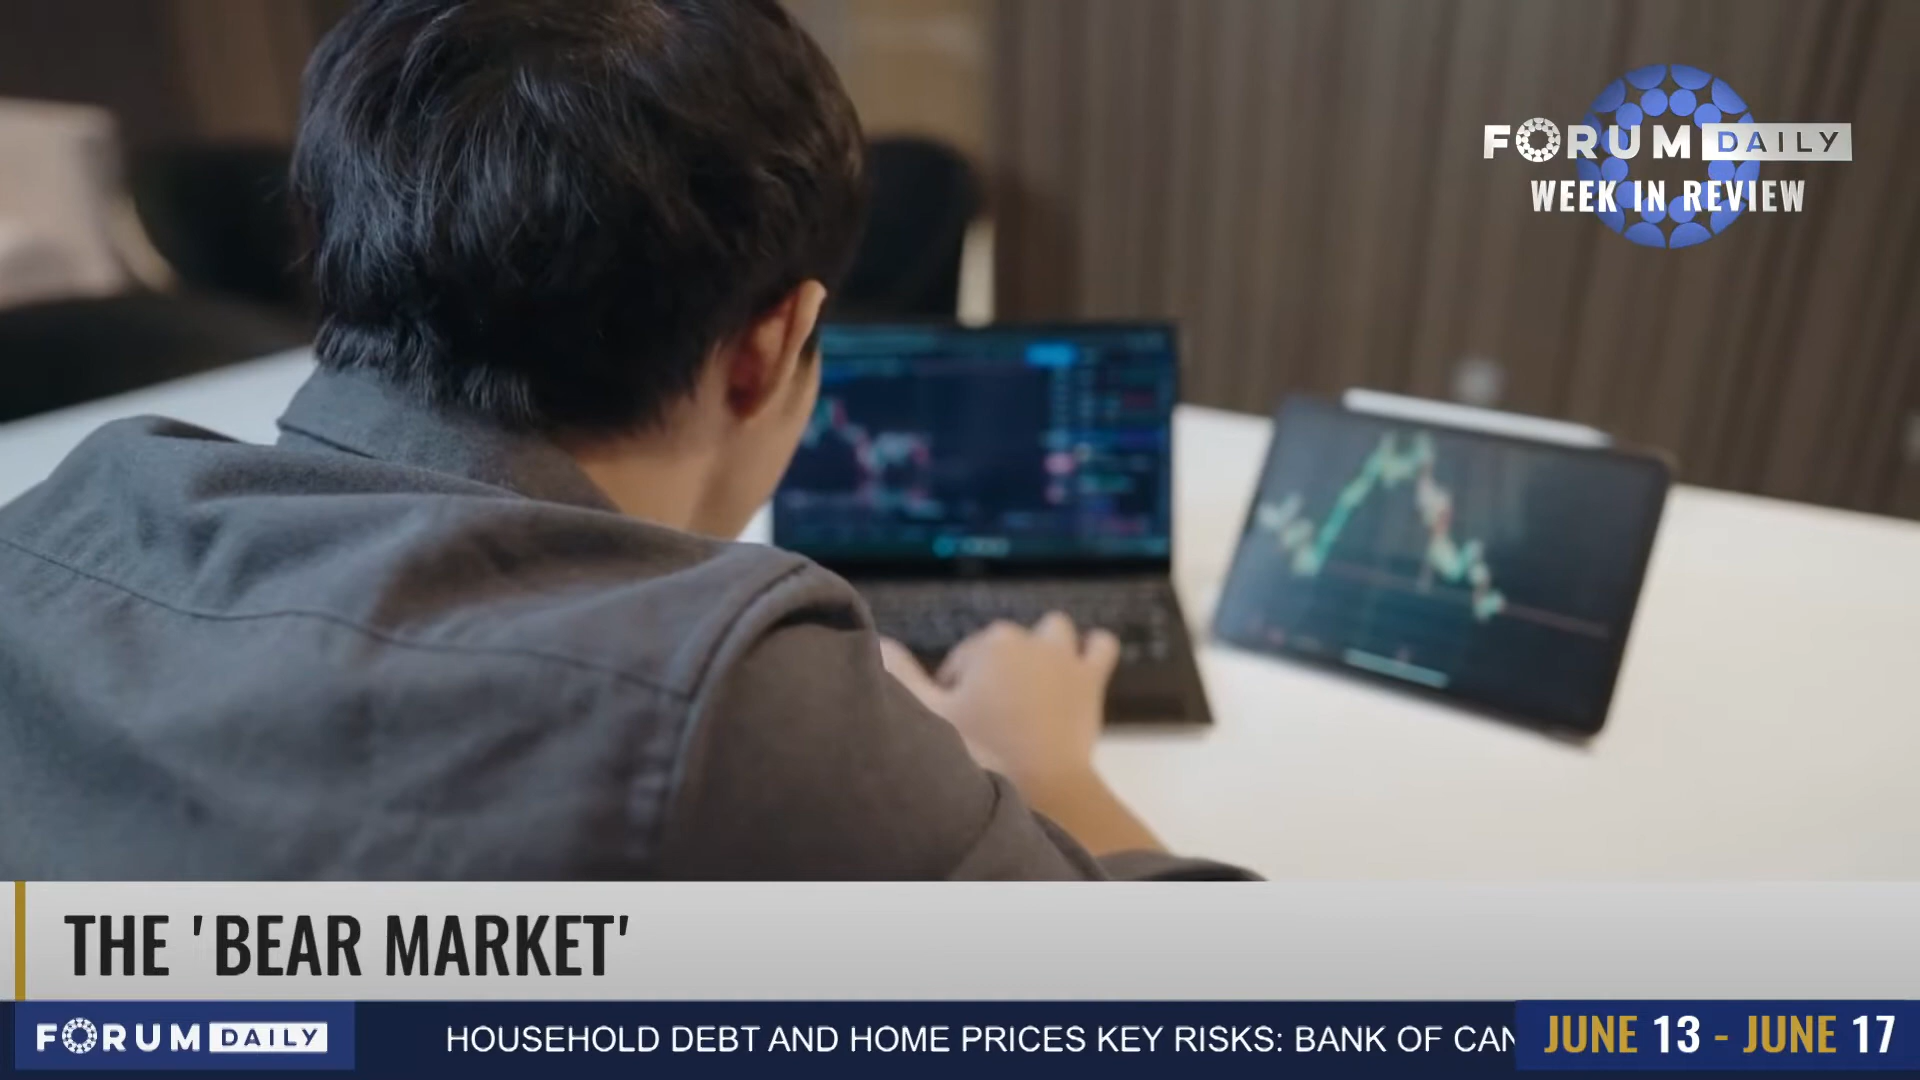 FORUM DAILY
WEEK IN REVIEW
THE 'BEAR MARKET'
FORUM DAILY
HOUSEHOLD DEBT AND HOME PRICES KEY RISKS: BANK OF CAN
JUNE 13 - JUNE 17